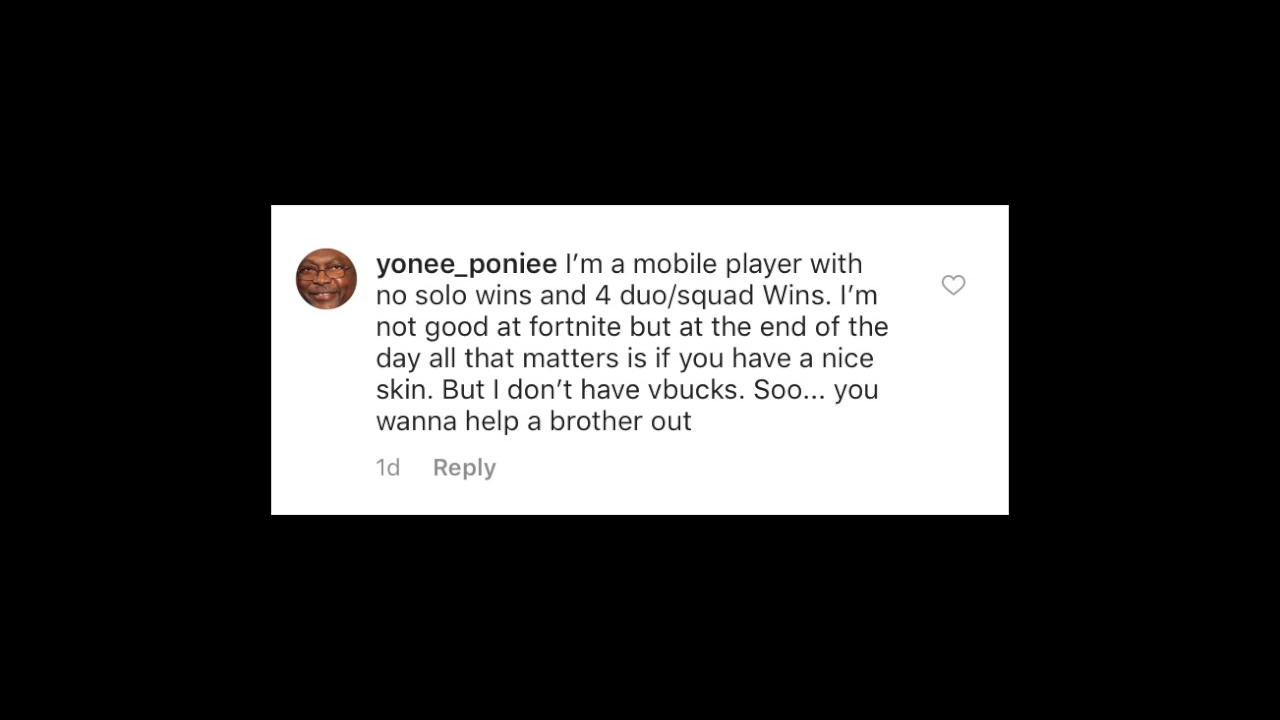 yonee_poniee I’m a mobile player with
no solo wins and 4 duo/squad Wins. I’m
not good at fortnite but at the end of the
day all that matters is if you have a nice
skin. But I don’t have vbucks. Soo... you
wanna help a brother out
1d Reply